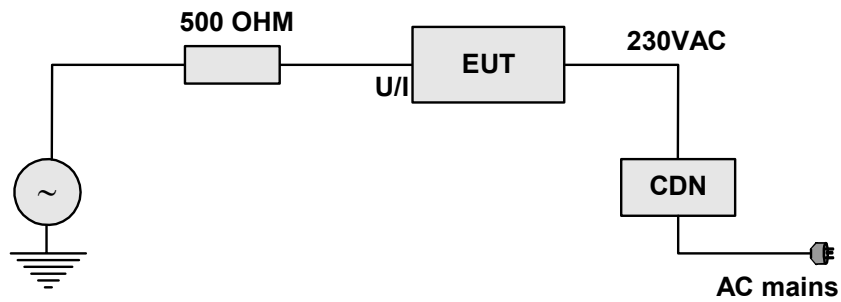 500 OHM
U/I
EUT
230VAC
~
CDN
AC mains